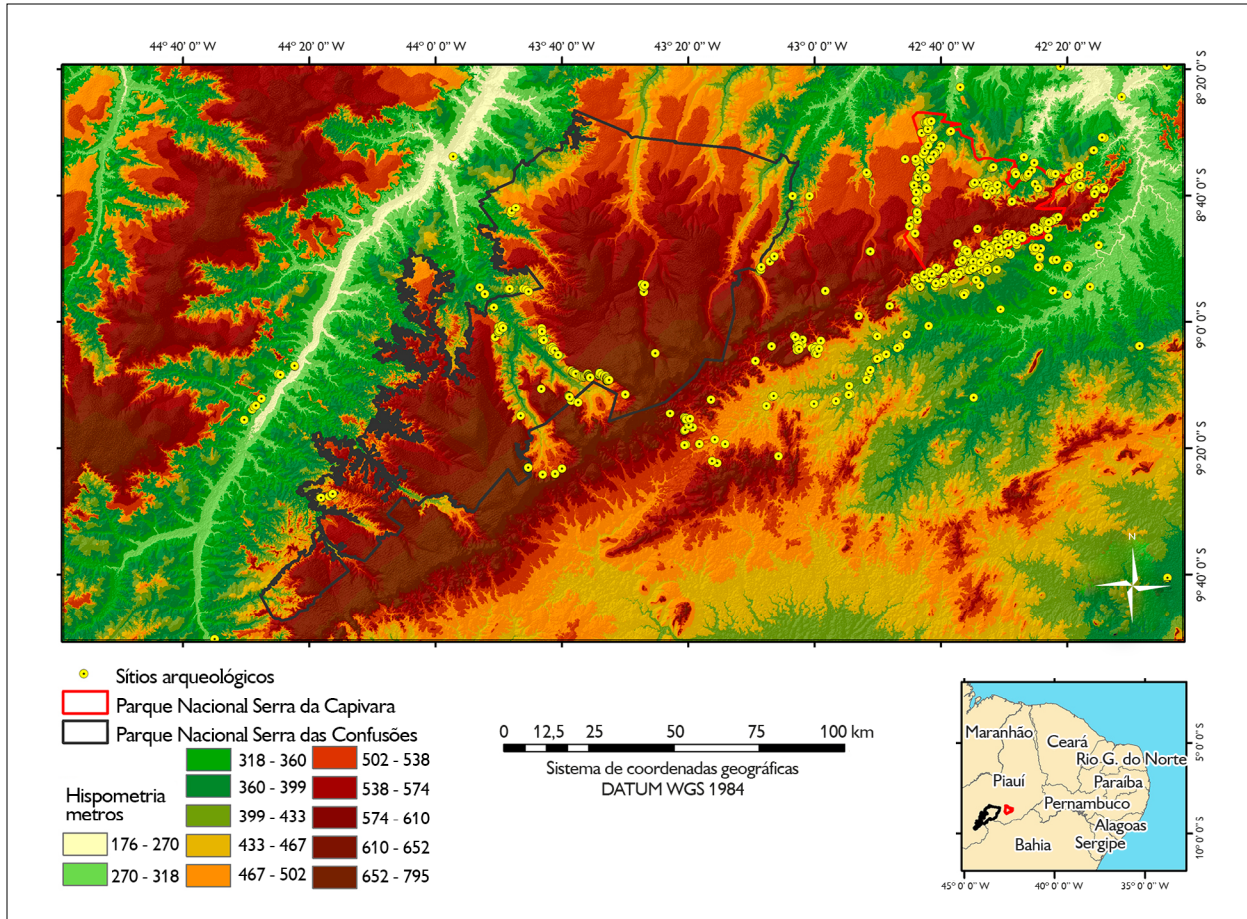 44° 40' 0"W
44° 20' 0"W
44° 0' 0"W
43° 40' 0"W
43° 20' 0"W
43° 0' 0"W
42° 40' 0"W
42° 20' 0"W
8° 20' 0"S
8° 40' 0"S
9° 0' 0"S
9° 20' 0"S
9° 40' 0"S
N
Sítios arqueológicos
Parque Nacional Serra da Capivara
Parque Nacional Serra das Confusões
Hispometria
metros
176 - 270
270 - 318
318 - 360
360 - 399
399 - 433
433 - 467
467 - 502
502 - 538
538 - 574
574 - 610
610 - 652
652 - 795
0 12,5 25 50 75 100 km
Sistema de coordenadas geográficas
DATUM WGS 1984
Maranhão
Ceará
Rio G. do Norte
Piauí
Paraíba
Pernambuco
Alagoas
Bahia
Sergipe
5°0'0"S
10°0'0"S
45°0'0"W
40°0'0"W
35°0'0"W